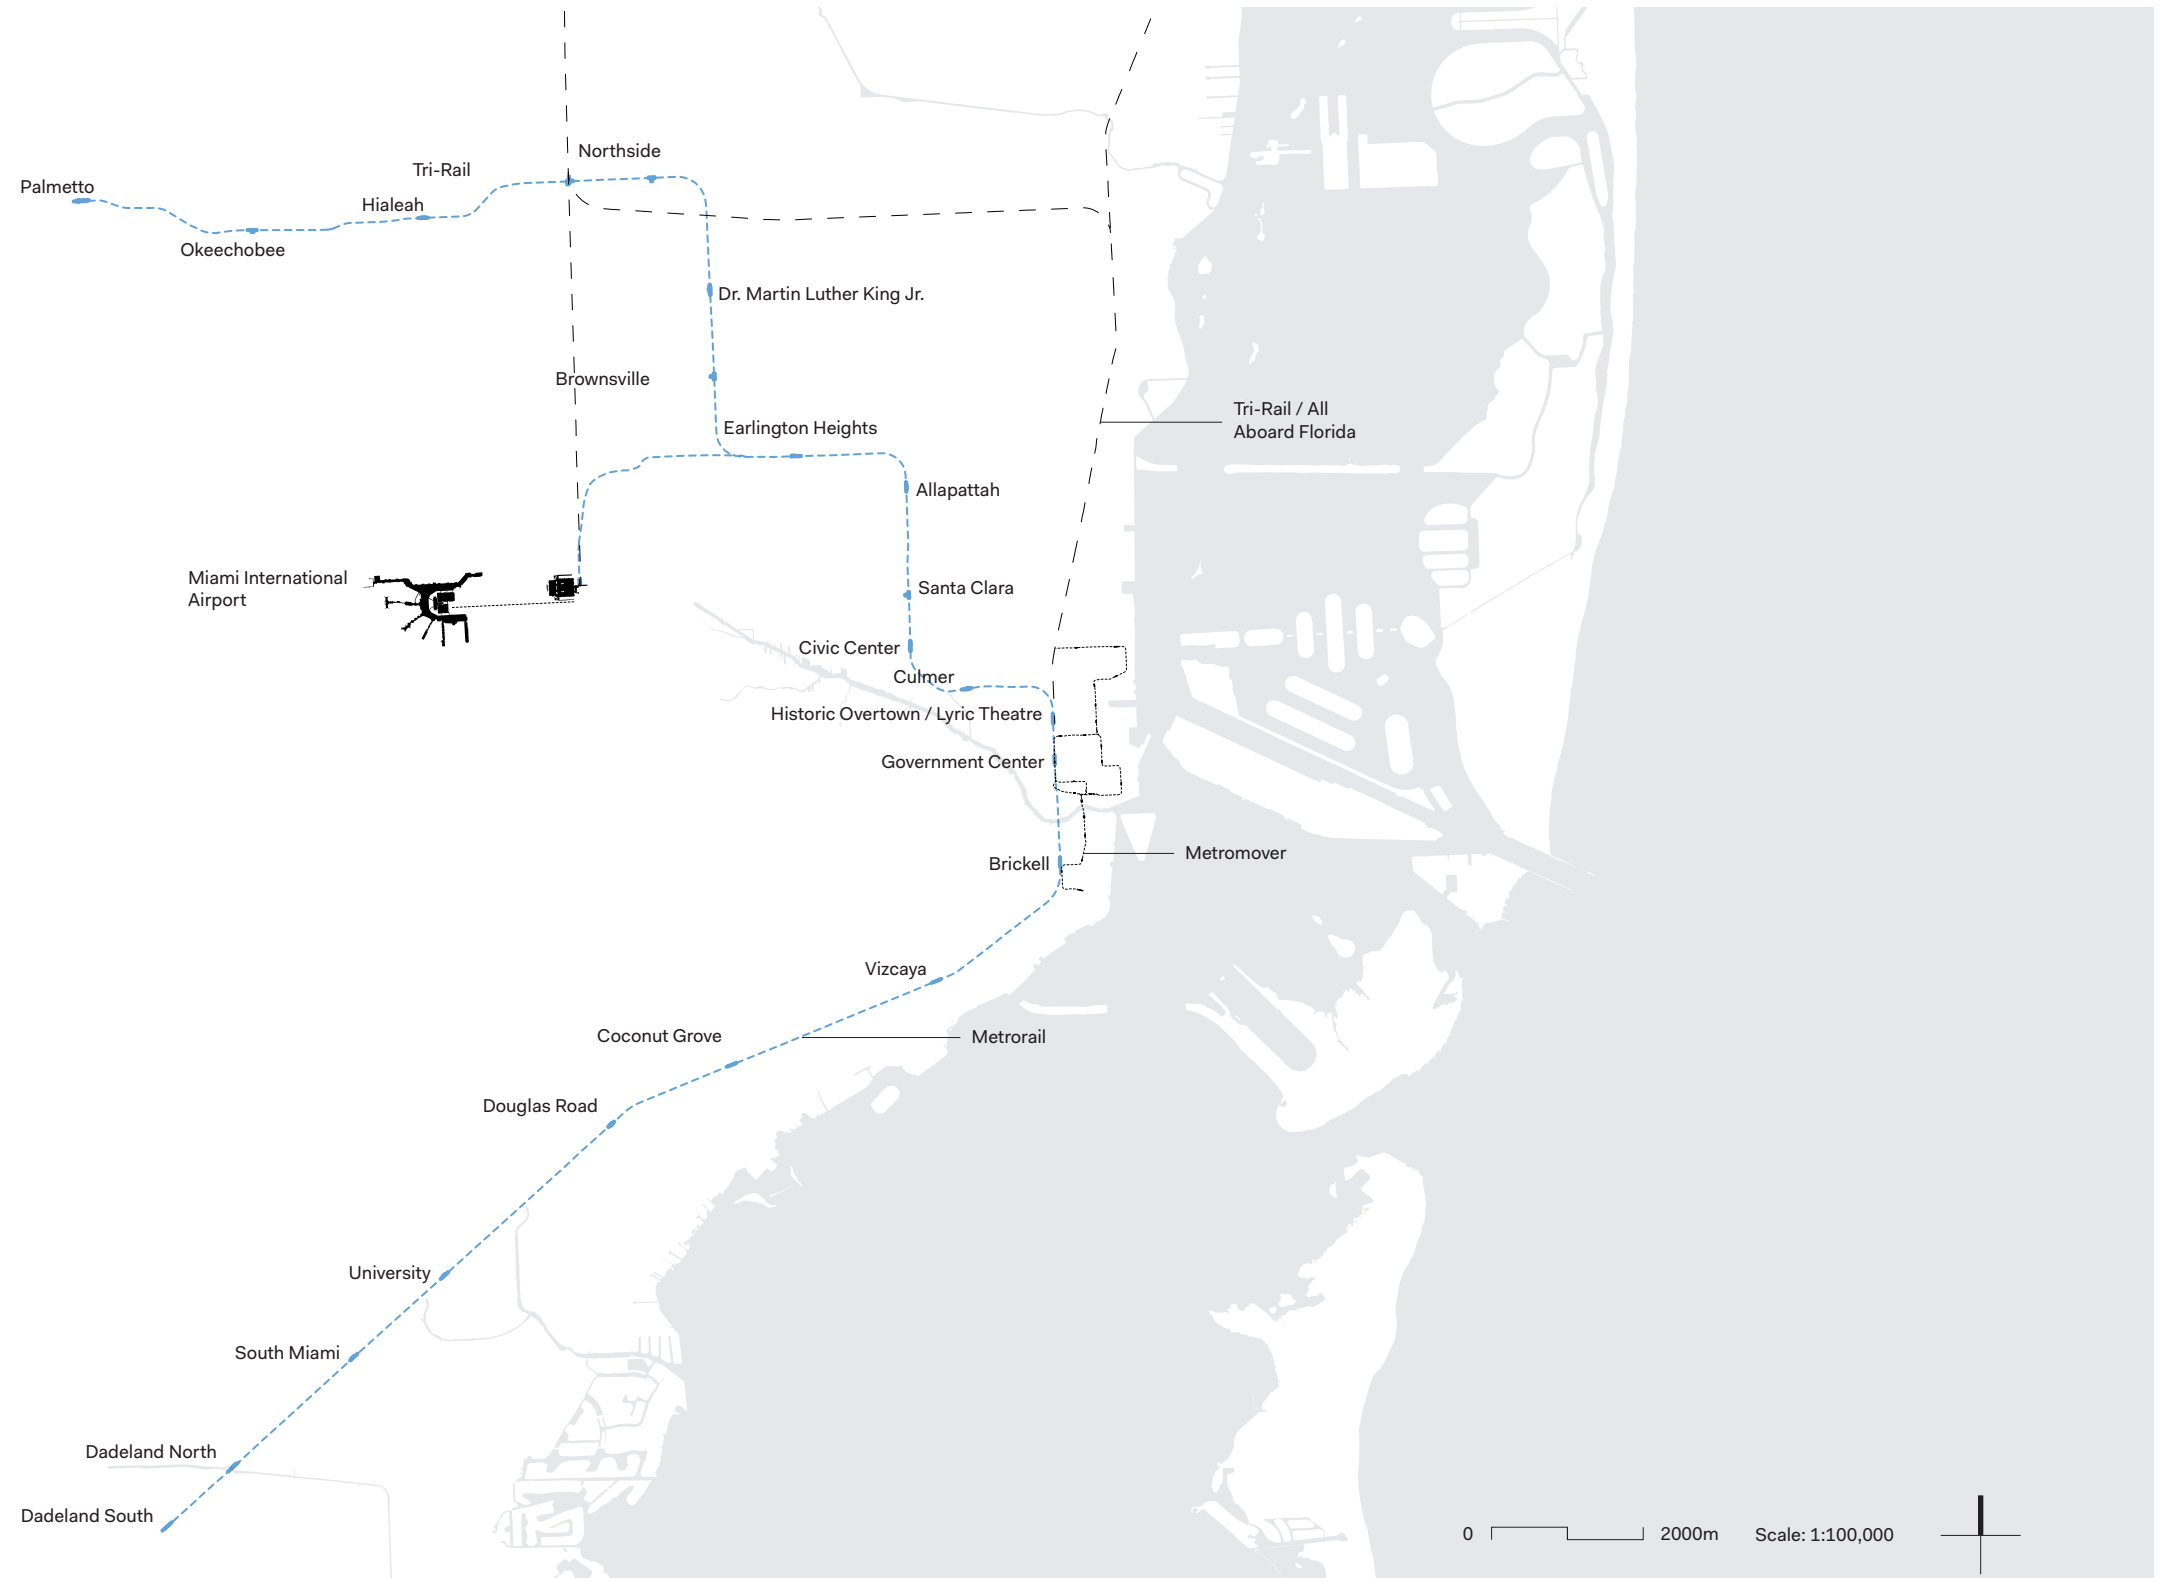 Northside
Tri-Rail
Palmetto
Hialeah
Okeechobee
Dr. Martin Luther King Jr.
Brownsville
Tri-Rail / All
Aboard Florida
Earlington Heights
Allapattah
Miami International
Airport
Santa Clara
Civic Center
Culmer
Historic Overtown / Lyric Theatre
Government Center
Metromover
Brickell
Vizcaya
Coconut Grove
Metrorail
Douglas Road
University
South Miami
Dadeland North
Dadeland South
0
2000m
Scale: 1:100,000